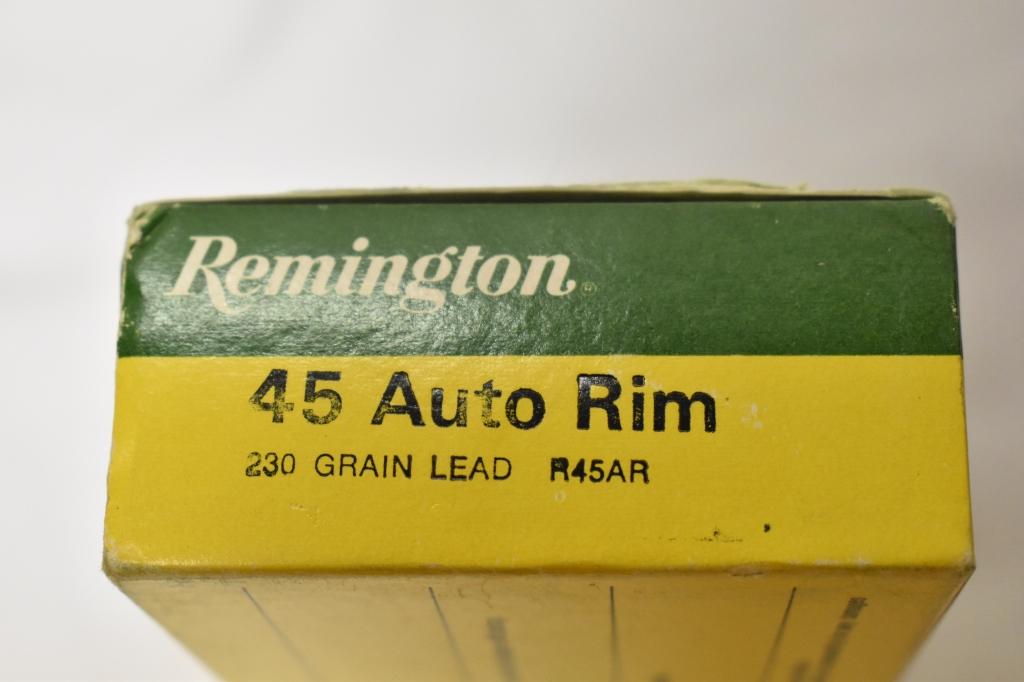 Remington®
45 Auto Rim
230 GRAIN LEAD R45AR